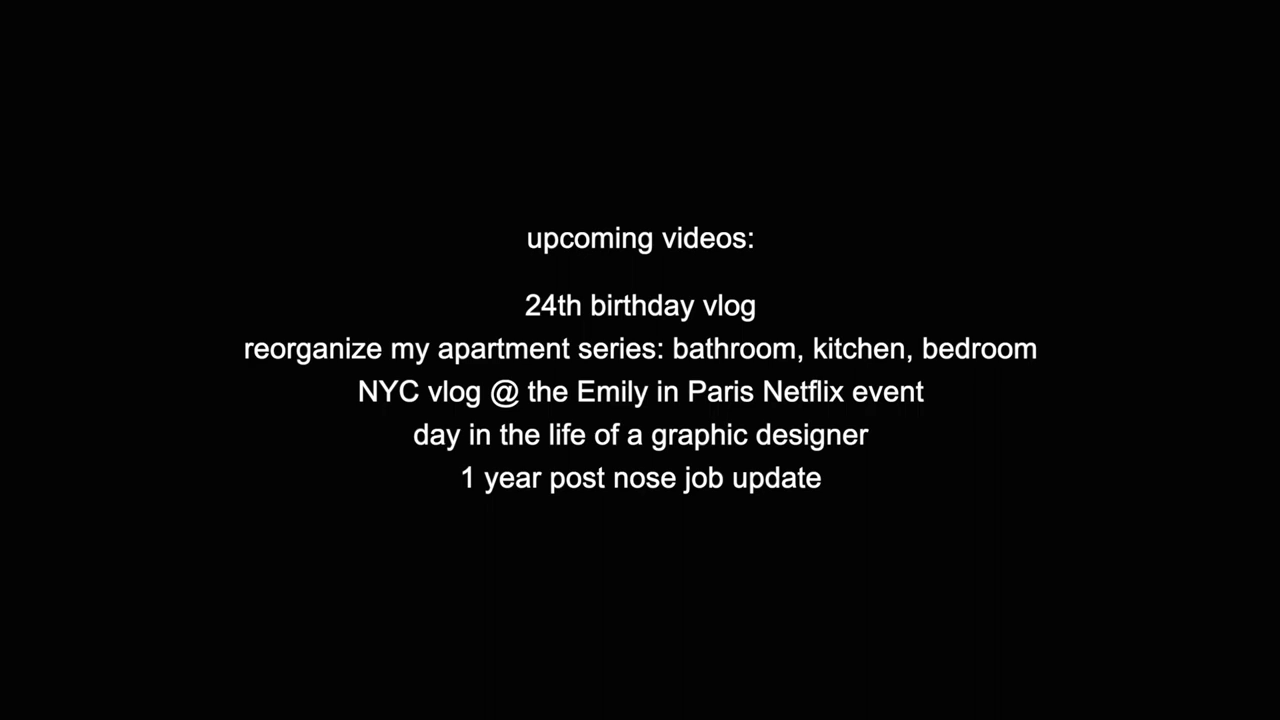 upcoming videos:
24th birthday vlog
reorganize my apartment series: bathroom, kitchen, bedroom
NYC vlog @ the Emily in Paris Netflix event
day in the life of a graphic designer
1 year post nose job update